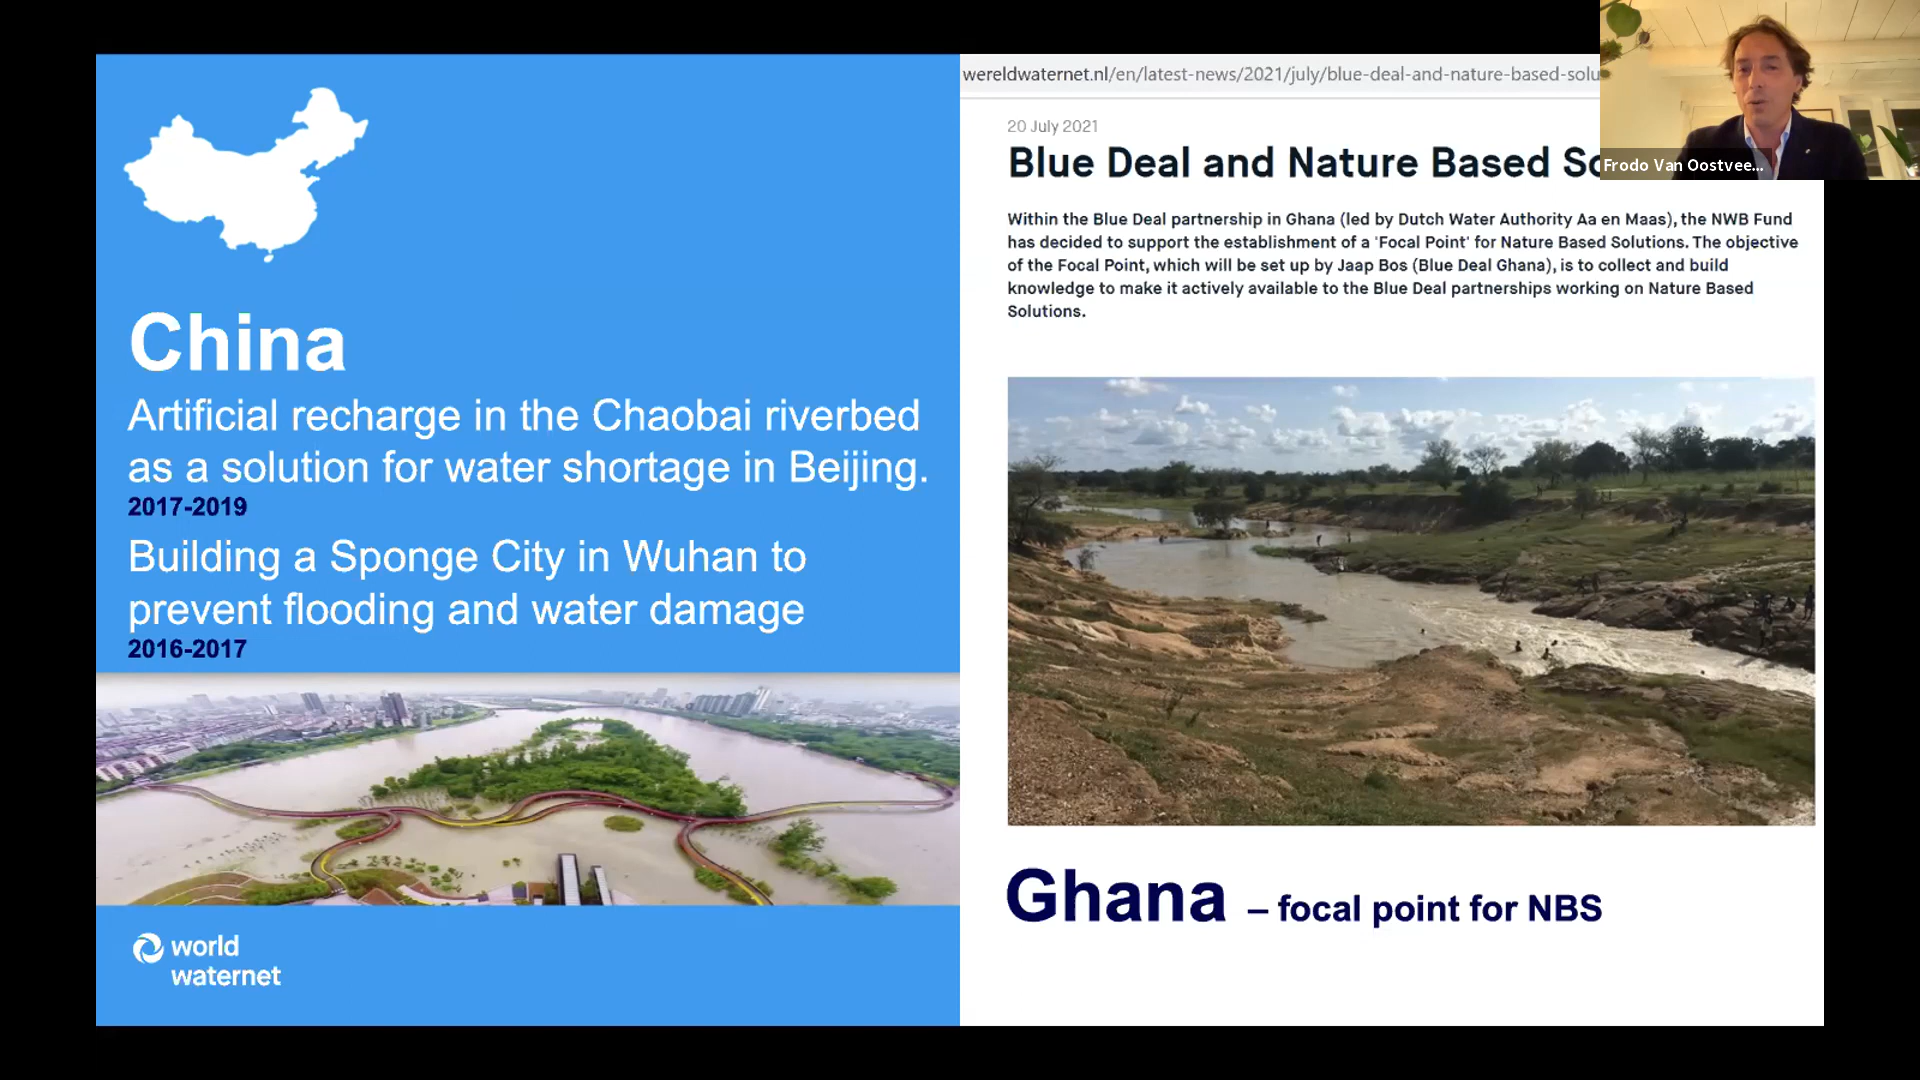 China
Artificial recharge in the Chaobai riverbed
as a solution for water shortage in Beijing.
2017-2019
Building a Sponge City in Wuhan to
prevent flooding and water damage
2016-2017
world
waternet
wereldwaternet.nl/en/latest-news/2021/july/blue-deal-and-nature-based-solu
20 July 2021
Blue Deal and Nature Based So
Within the Blue Deal partnership in Ghana (led by Dutch Water Authority Aa en Maas), the NWB Fund
has decided to support the establishment of a 'Focal Point' for Nature Based Solutions. The objective
of the Focal Point, which will be set up by Jaap Bos (Blue Deal Ghana), is to collect and build
knowledge to make it actively available to the Blue Deal partnerships working on Nature Based
Solutions.
Ghana – focal point for NBS
Frodo Van Oostvee...